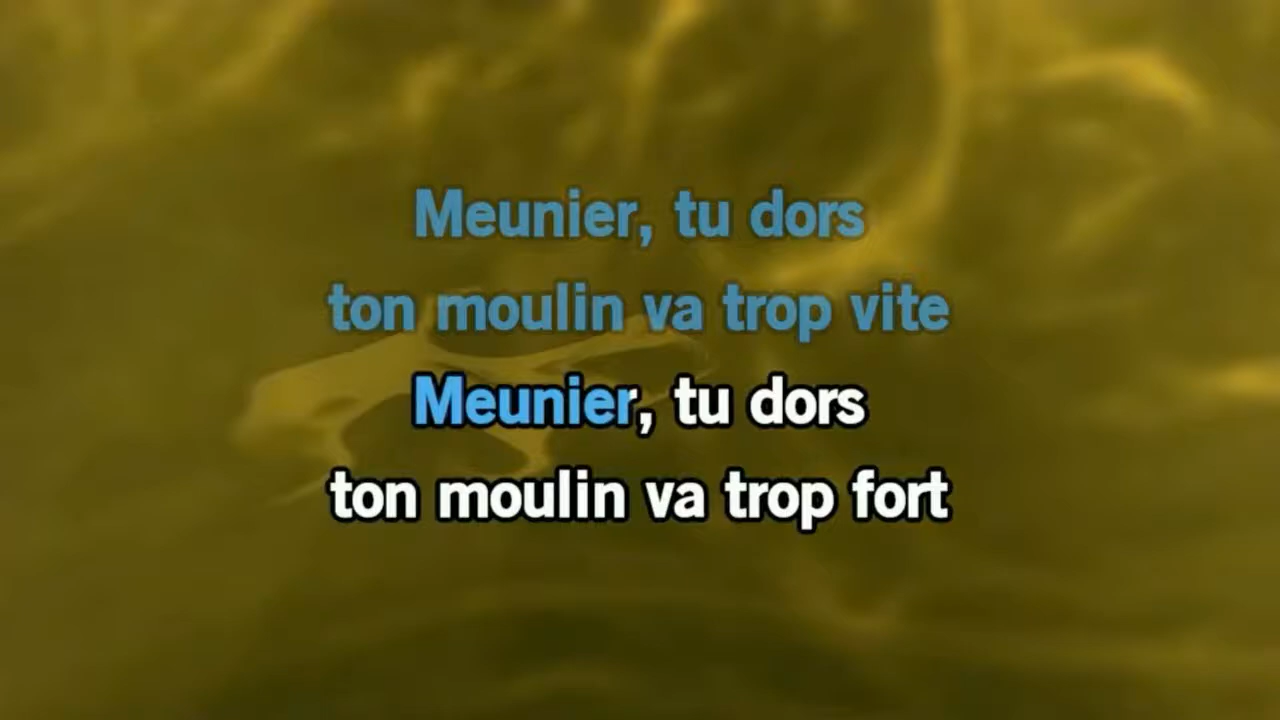 Meunier, tu dors
ton moulin va trop vite
Meunier, tu dors
ton moulin va trop fort